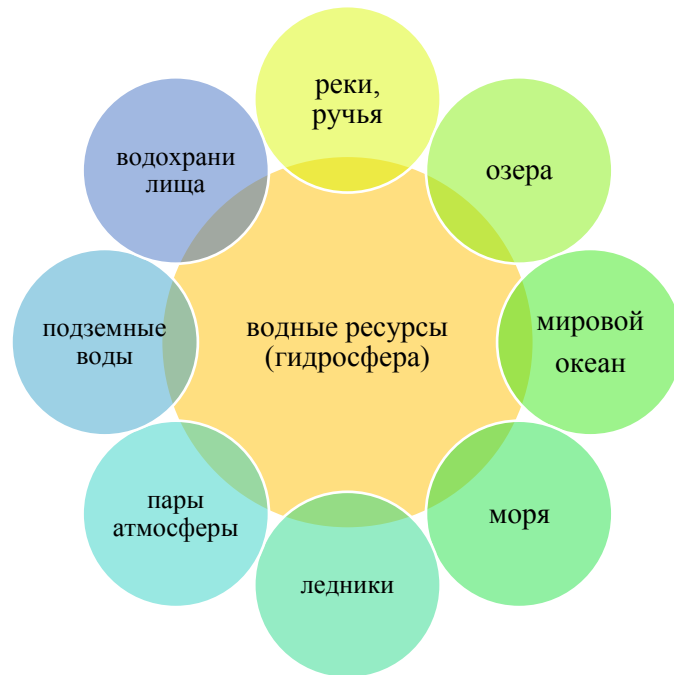 реки,
ручья
озера
мировой
океан
моря
ледники
пары
атмосферы
подземные
воды
водохрани
лища
водные ресурсы
(гидросфера)